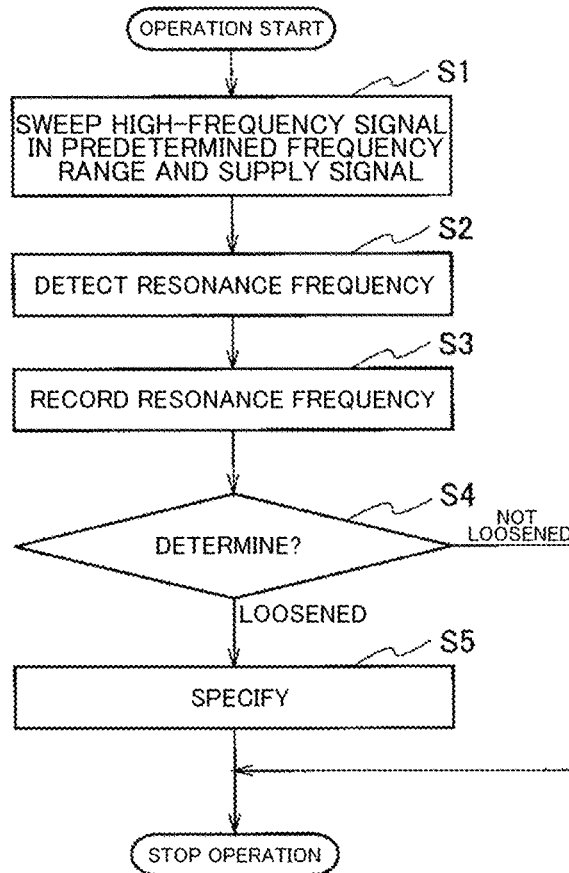 OPERATION START
S1
SWEEP HIGH-FREQUENCY SIGNAL
IN PREDETERMINED FREQUENCY
RANGE AND SUPPLY SIGNAL
S2
DETECT RESONANCE FREQUENCY
S3
RECORD RESONANCE FREQUENCY
S4
DETERMINE?
NOT
LOOSENED
LOOSENED
S5
SPECIFY
STOP OPERATION